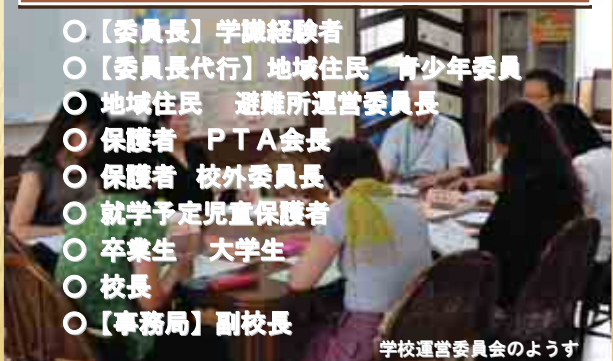 ○【委員長】学識経験者
○【委員長代行】地域住民　青少年委員
○ 地域住民　避難所運営委員長
○ 保護者　ＰＴＡ会長
○ 保護者　校外委員長
○ 就学予定児童保護者
○ 卒業生　大学生
○ 校長
○【事務局】副校長
学校運営委員会のようす